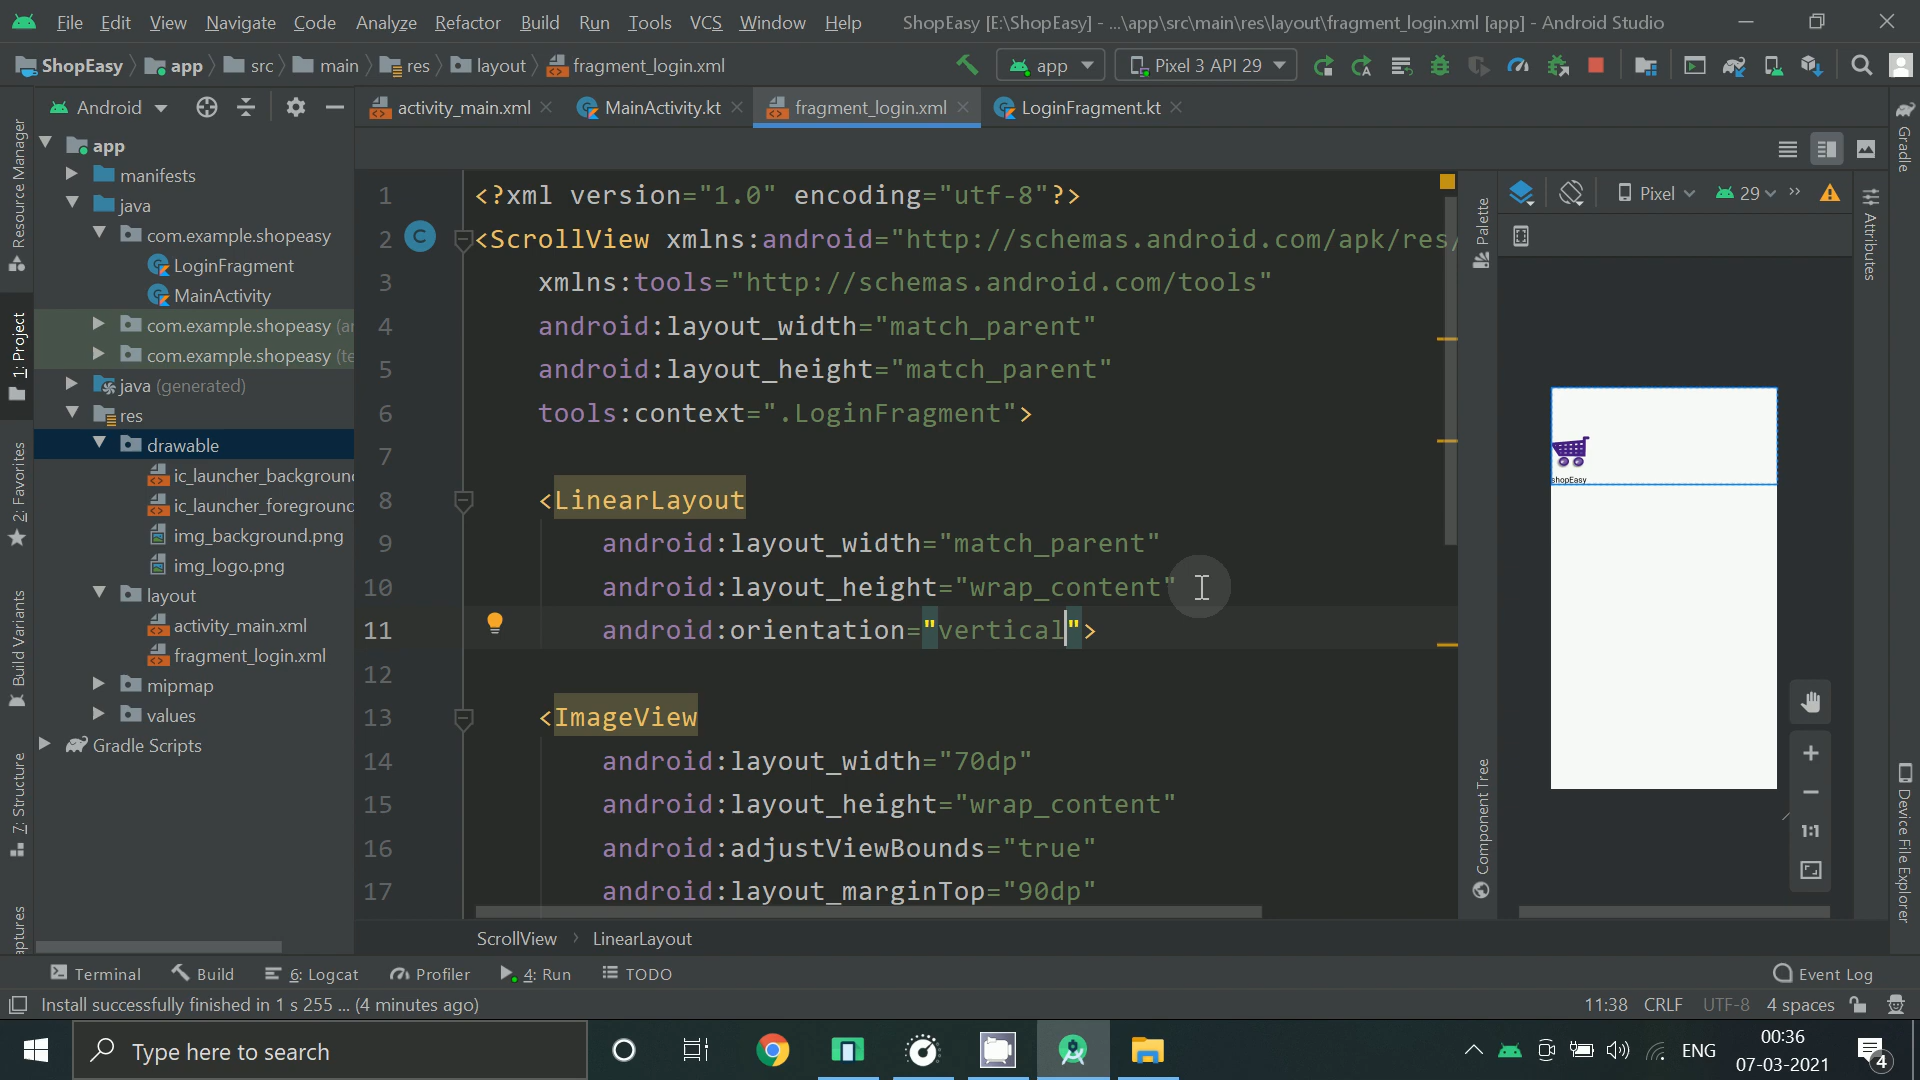 File Edit View Navigate Code Analyze Refactor Build Run Tools VCS Window Help ShopEasy [E:\ShopEasy] - ...\app\src\main\res\layout\fragment_login.xml [app] - Android Studio
ShopEasy app src main res layout fragment_login.xml app Pixel 3 API 29
Android activity_main.xml MainActivity.kt fragment_login.xml LoginFragment.kt
Resource Manager
1: Project
2: Favorites
Build Variants
7: Structure
aptures
app
manifests
java
com.example.shopeasy
LoginFragment
MainActivity
com.example.shopeasy (ar
com.example.shopeasy (te
java (generated)
res
drawable
ic_launcher_background
ic_launcher_foreground
img_background.png
img_logo.png
layout
activity_main.xml
fragment_login.xml
mipmap
values
Gradle Scripts
1 <?xml version="1.0" encoding="utf-8"?>
2 <ScrollView xmlns:android="http://schemas.android.com/apk/res/
3 xmlns:tools="http://schemas.android.com/tools"
4 android:layout_width="match_parent"
5 android:layout_height="match_parent"
6 tools:context=".LoginFragment">
7
8 <LinearLayout
9 android:layout_width="match_parent"
10 android:layout_height="wrap_content"
11 android:orientation="vertical">
12
13 <ImageView
14 android:layout_width="70dp"
15 android:layout_height="wrap_content"
16 android:adjustViewBounds="true"
17 android:layout_marginTop="90dp"
ScrollView LinearLayout
Palette
Component Tree
Pixel 29
ShopEasy
1:1
Gradle
Attributes
Device File Explorer
Terminal Build 6: Logcat Profiler 4: Run TODO Event Log
Install successfully finished in 1 s 255 ... (4 minutes ago) 11:38 CRLF UTF-8 4 spaces
Type here to search
ENG
00:36
07-03-2021
4